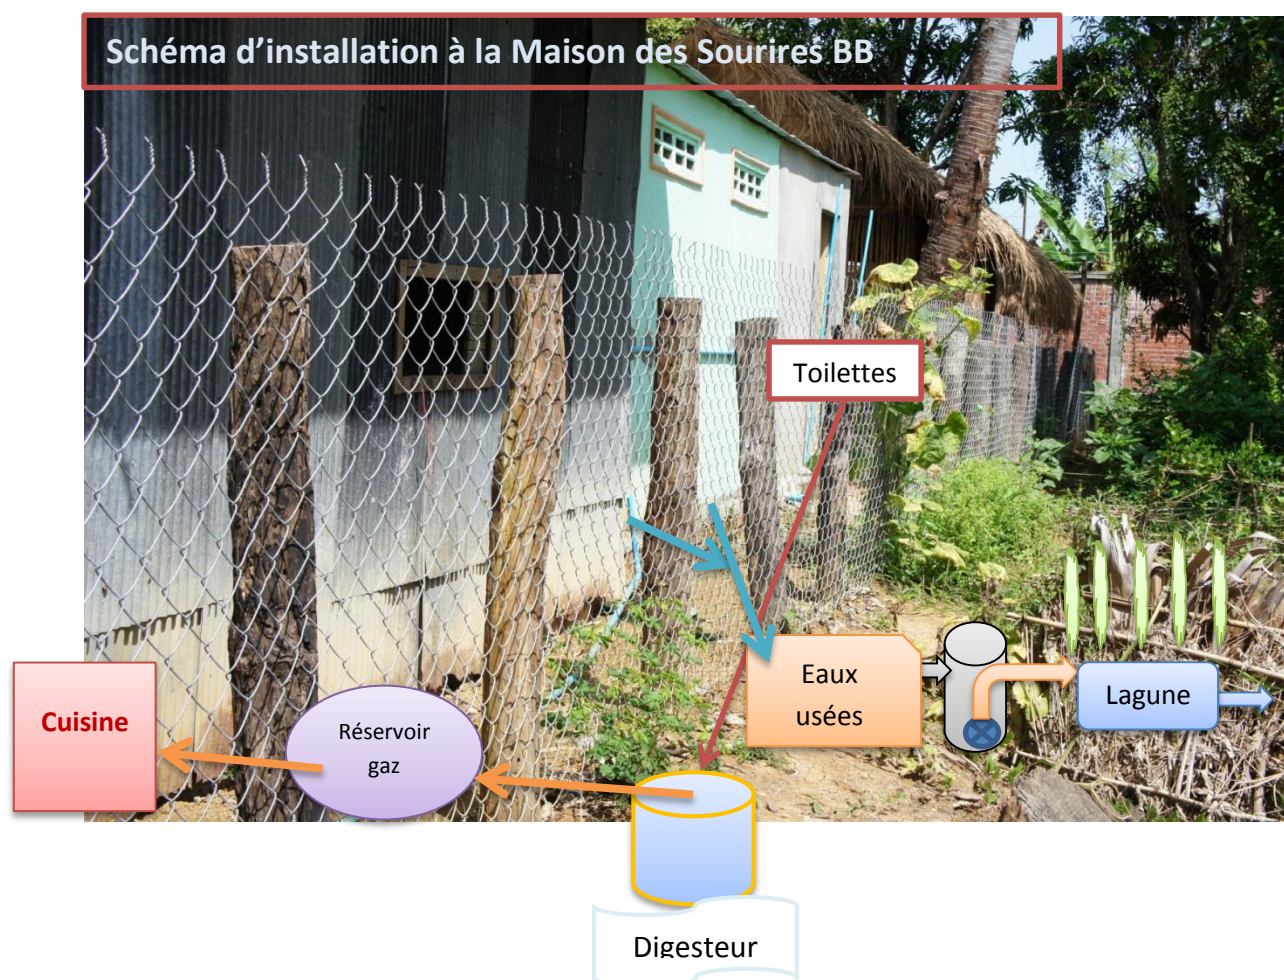 Schéma d’installation à la Maison des Sourires BB
Toilettes
Eaux
usées
Lagune
Cuisine
Réservoir
gaz
Digesteur